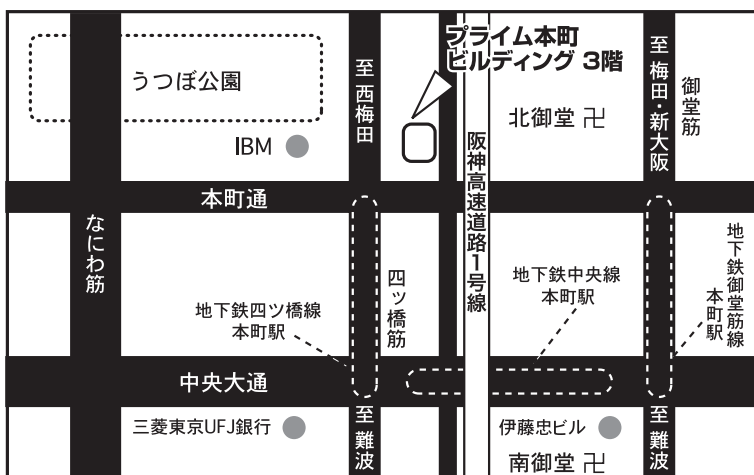 プライム本町
ビルディング 3階
至 西梅田
至 梅田・新大阪
御堂筋
うつぼ公園
北御堂 卍
IBM
阪神高速道路1号線
本町通
なにわ筋
四ツ橋筋
地下鉄四ツ橋線
本町駅
地下鉄中央線
本町駅
地下鉄御堂筋線
本町駅
中央大通
三菱東京UFJ銀行
至 難波
伊藤忠ビル
至 難波
南御堂 卍